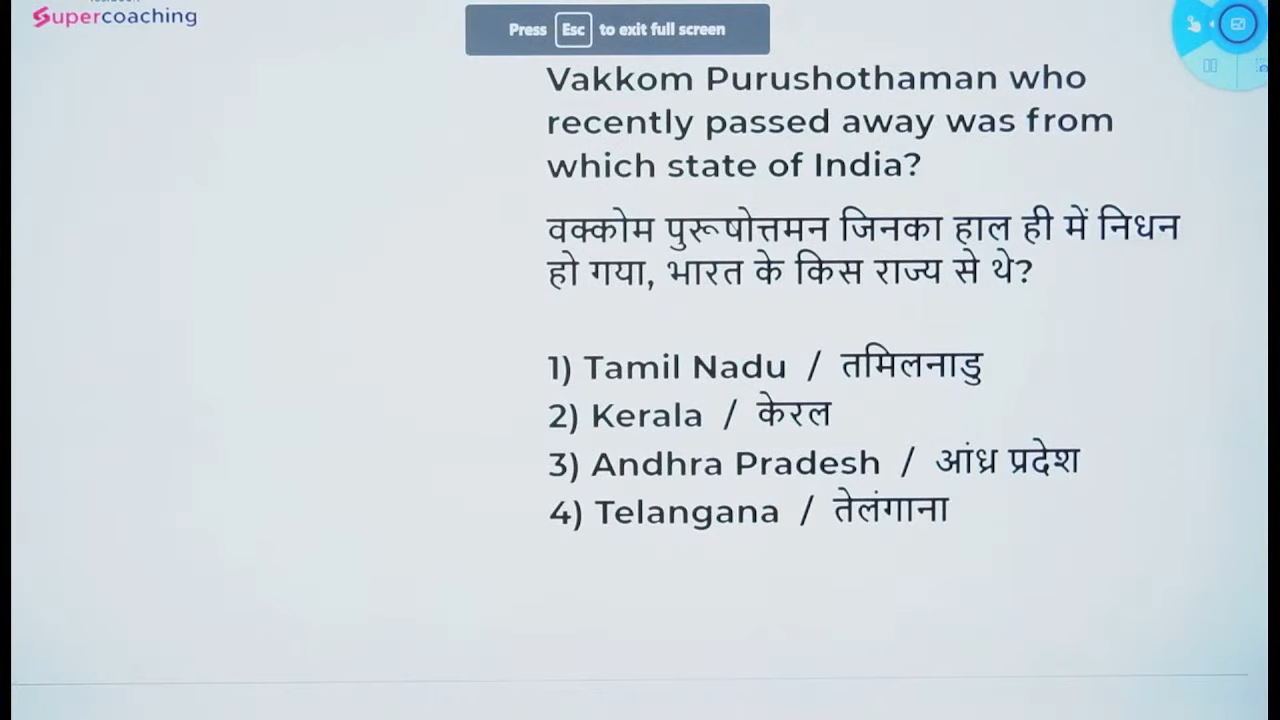 Supercoaching
Press Esc to exit full screen
Vakkom Purushothaman who
recently passed away was from
which state of India?
वक्कोम पुरूषोत्तमन जिनका हाल ही में निधन
हो गया, भारत के किस राज्य से थे?
1) Tamil Nadu / तमिलनाडु
2) Kerala / केरल
3) Andhra Pradesh / आंध्र प्रदेश
4) Telangana / तेलंगाना